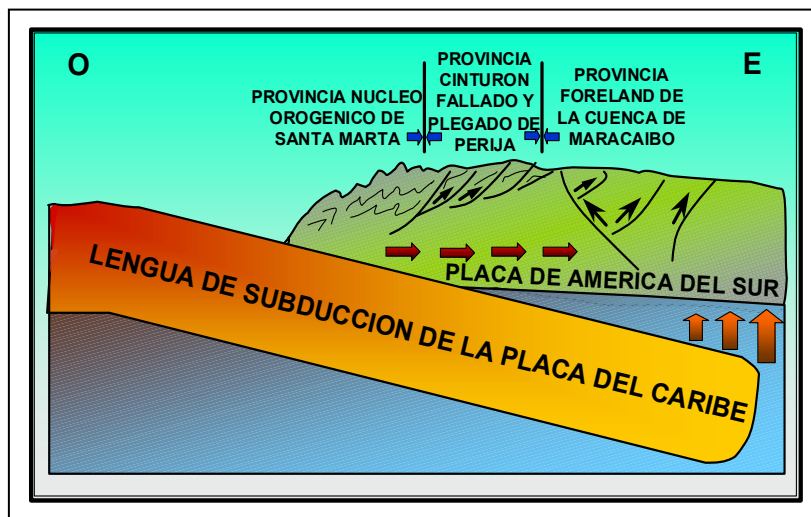 O
E
PROVINCIA NUCLEO
OROGENICO DE
SANTA MARTA
PROVINCIA
CINTURON
FALLADO Y
PLEGADO DE
PERIJA
PROVINCIA
FORELAND DE
LA CUENCA DE
MARACAIBO
PLACA DE AMERICA DEL SUR
LENGUA DE SUBDUCCION DE LA PLACA DEL CARIBE